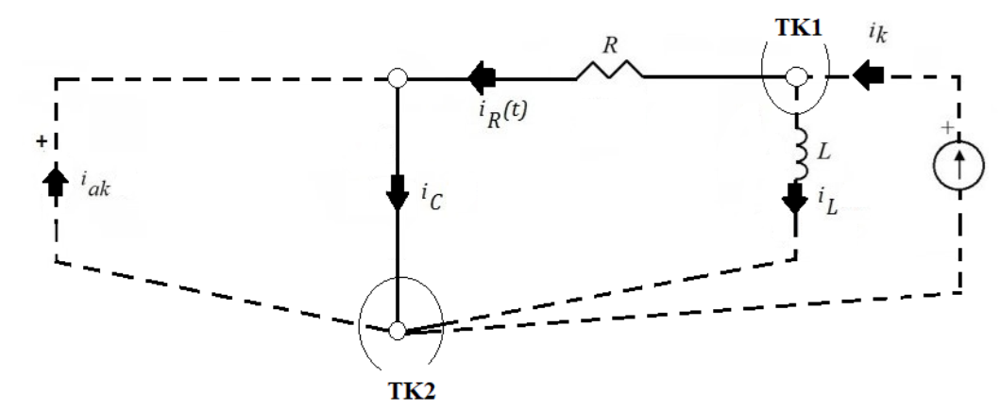 TK1
i_k
R
i_R(t)
+
+
L
i_ak
i_C
i_L
TK2